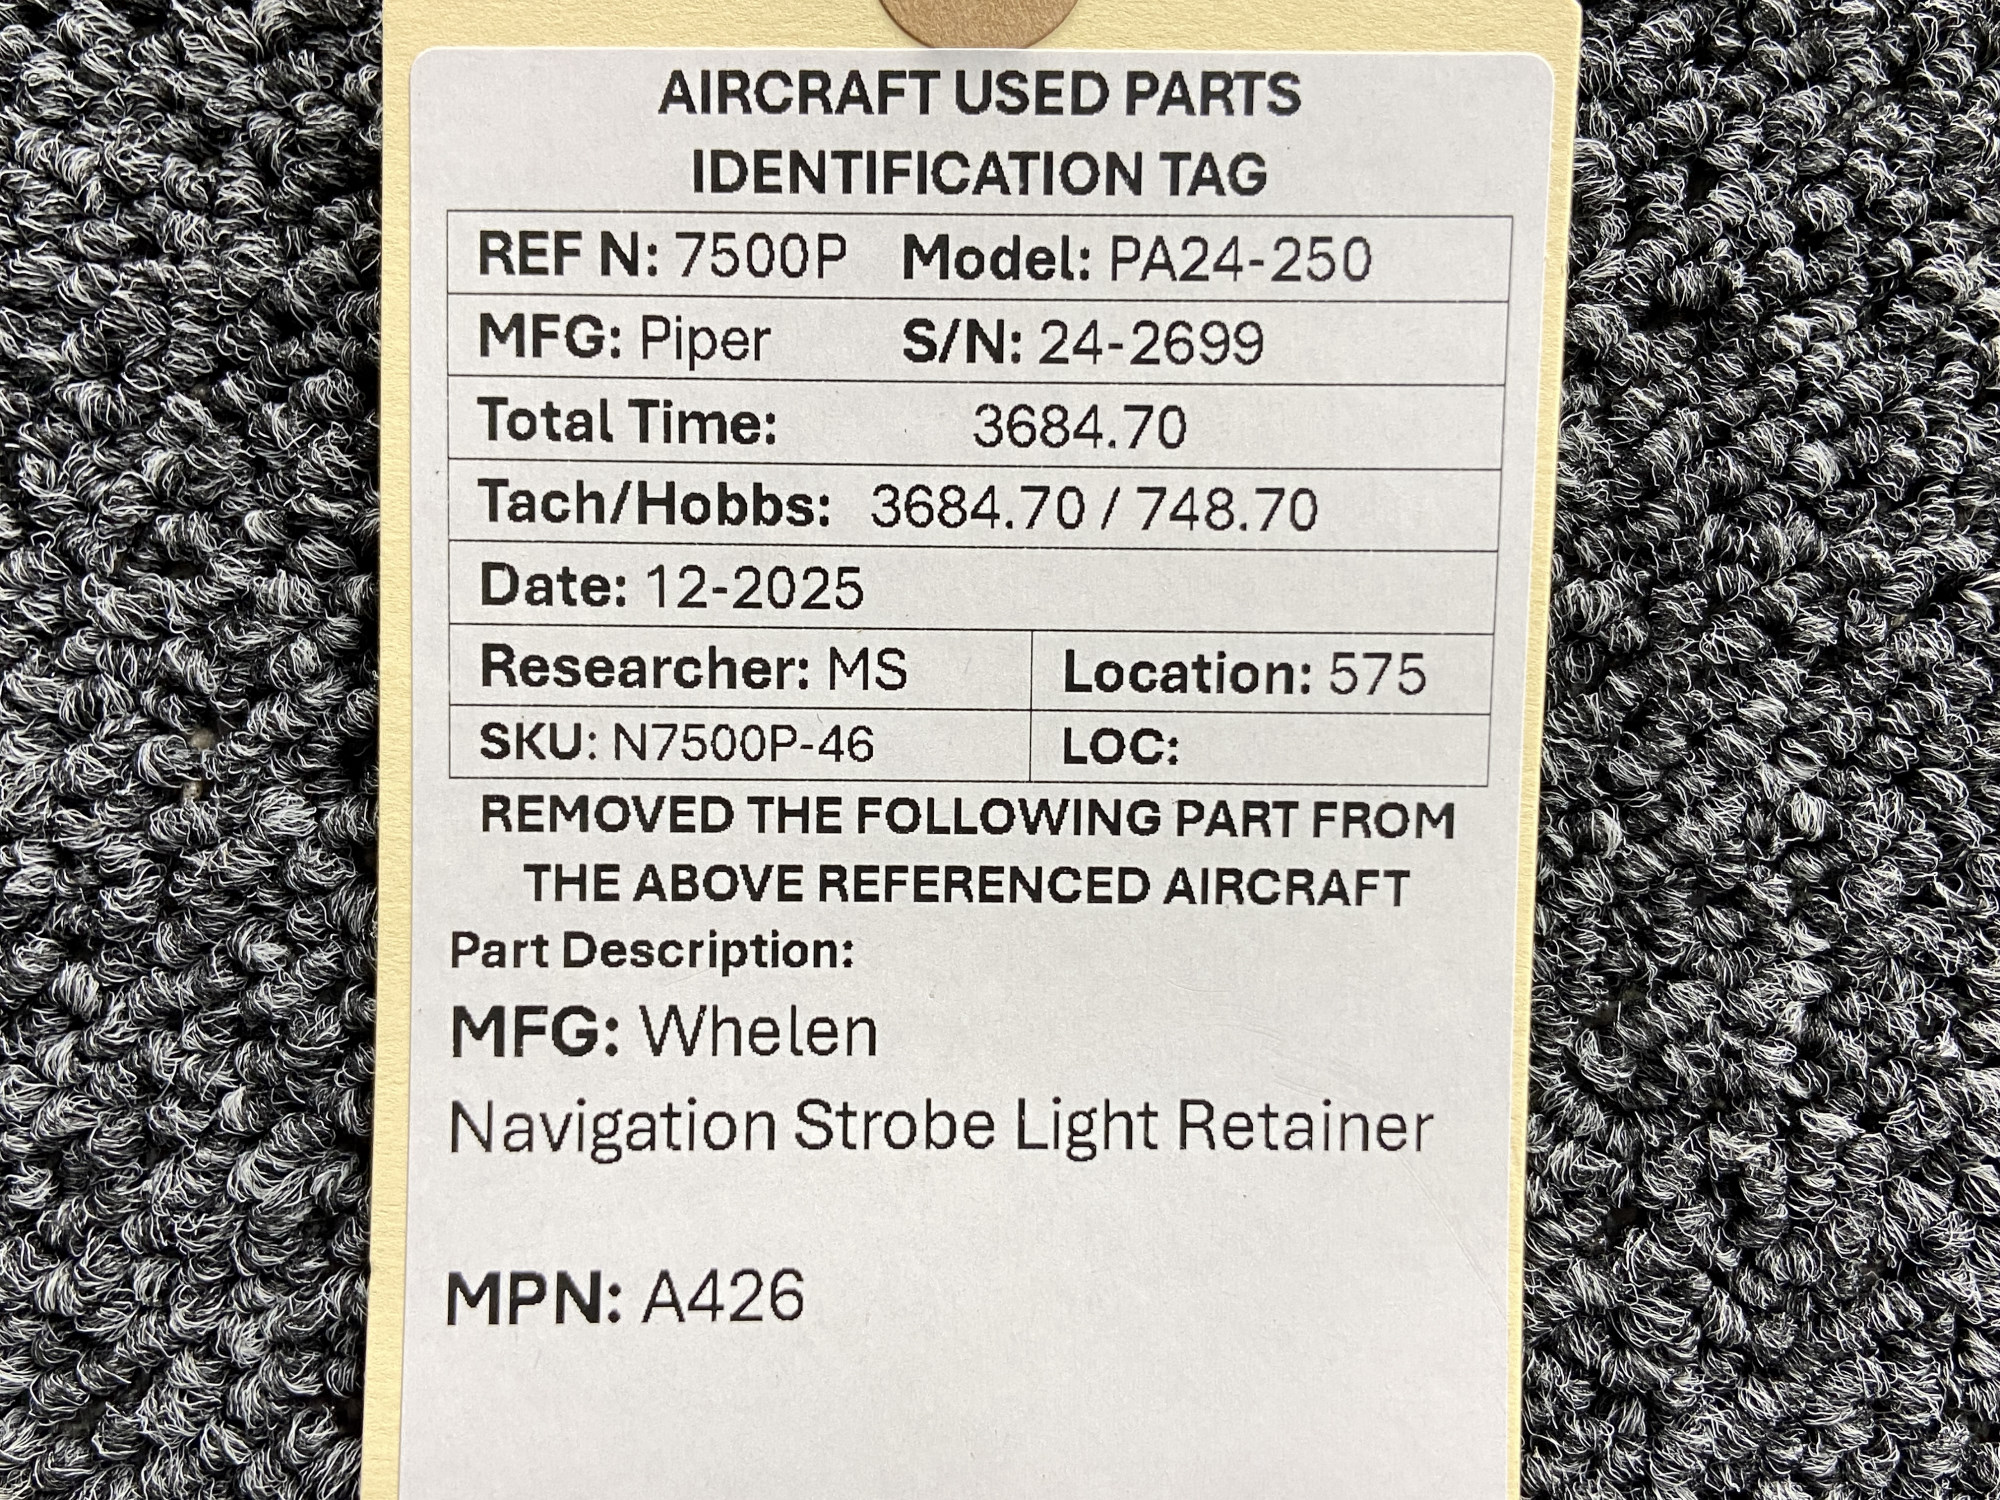 AIRCRAFT USED PARTS
IDENTIFICATION TAG
REF N: 7500P Model: PA24-250
MFG: Piper S/N: 24-2699
Total Time: 3684.70
Tach/Hobbs: 3684.70 / 748.70
Date: 12-2025
Researcher: MS Location: 575
SKU: N7500P-46 LOC:
REMOVED THE FOLLOWING PART FROM
THE ABOVE REFERENCED AIRCRAFT
Part Description:
MFG: Whelen
Navigation Strobe Light Retainer
MPN: A426